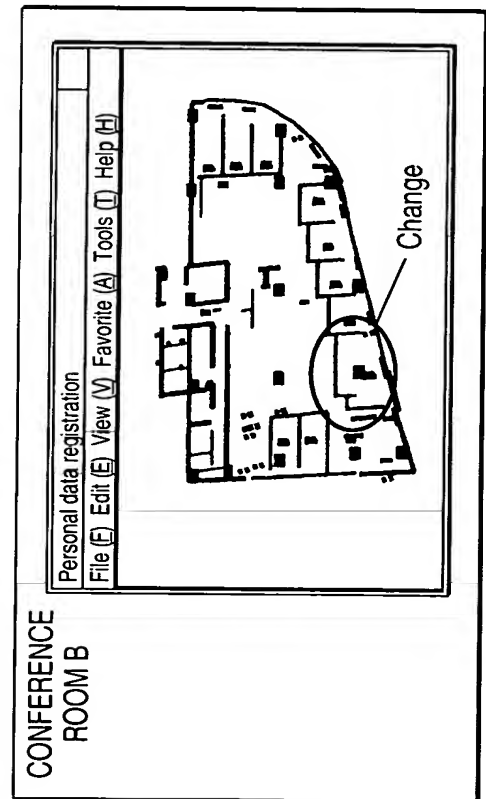 CONFERENCE
ROOM B
Personal data registration
File (F) Edit (E) View (V) Favorite (A) Tools (T) Help (H)
Change